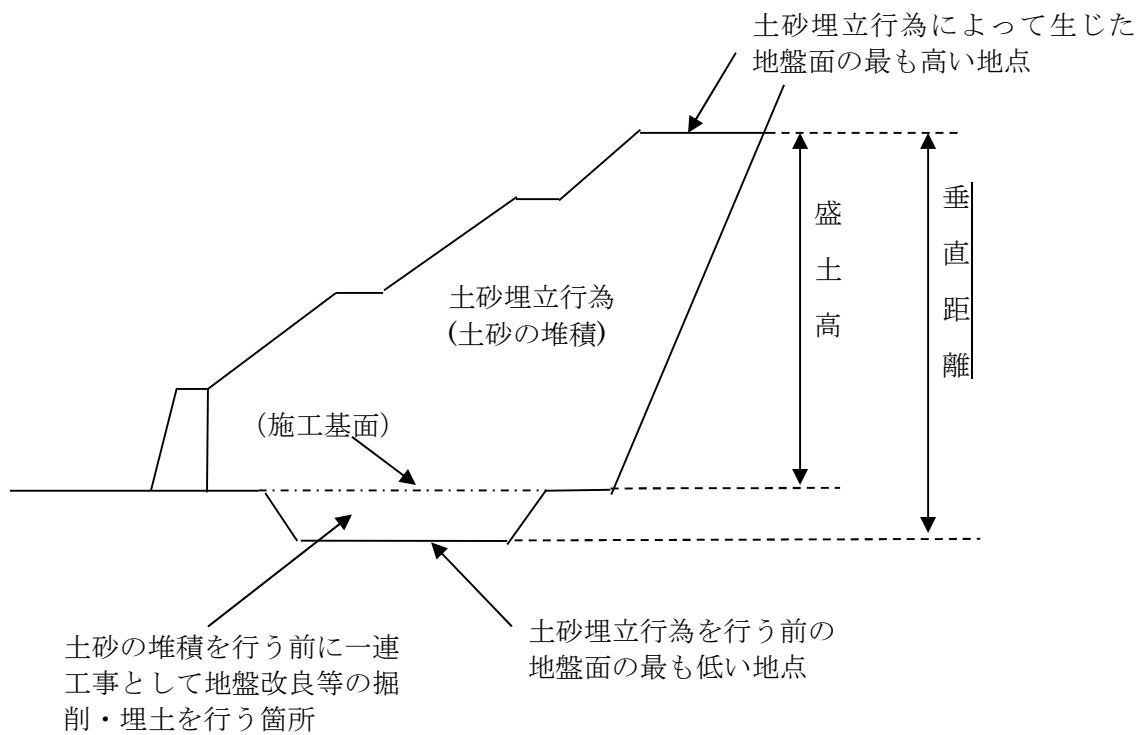 土砂埋立行為によって生じた
地盤面の最も高い地点
盛土高
垂直距離
土砂埋立行為
(土砂の堆積)
（施工基面）
土砂埋立行為を行う前の
地盤面の最も低い地点
土砂の堆積を行う前に一連
工事として地盤改良等の掘
削・埋土を行う箇所